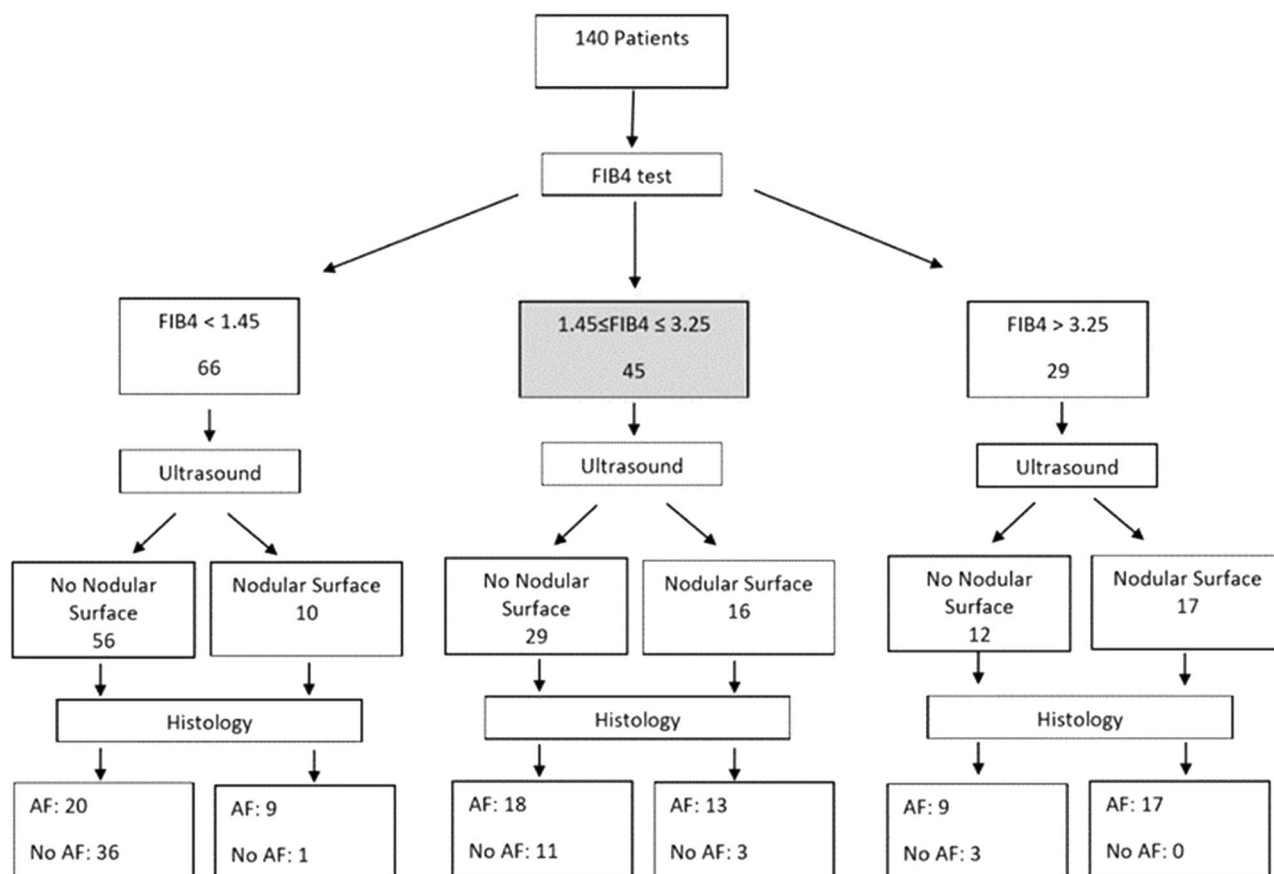 140 Patients
FIB4 test
FIB4 < 1.45
66
1.45≤FIB4 ≤ 3.25
45
FIB4 > 3.25
29
Ultrasound
Ultrasound
Ultrasound
No Nodular
Surface
56
Nodular Surface
10
No Nodular
Surface
29
Nodular Surface
16
No Nodular
Surface
12
Nodular Surface
17
Histology
Histology
Histology
AF: 20
No AF: 36
AF: 9
No AF: 1
AF: 18
No AF: 11
AF: 13
No AF: 3
AF: 9
No AF: 3
AF: 17
No AF: 0